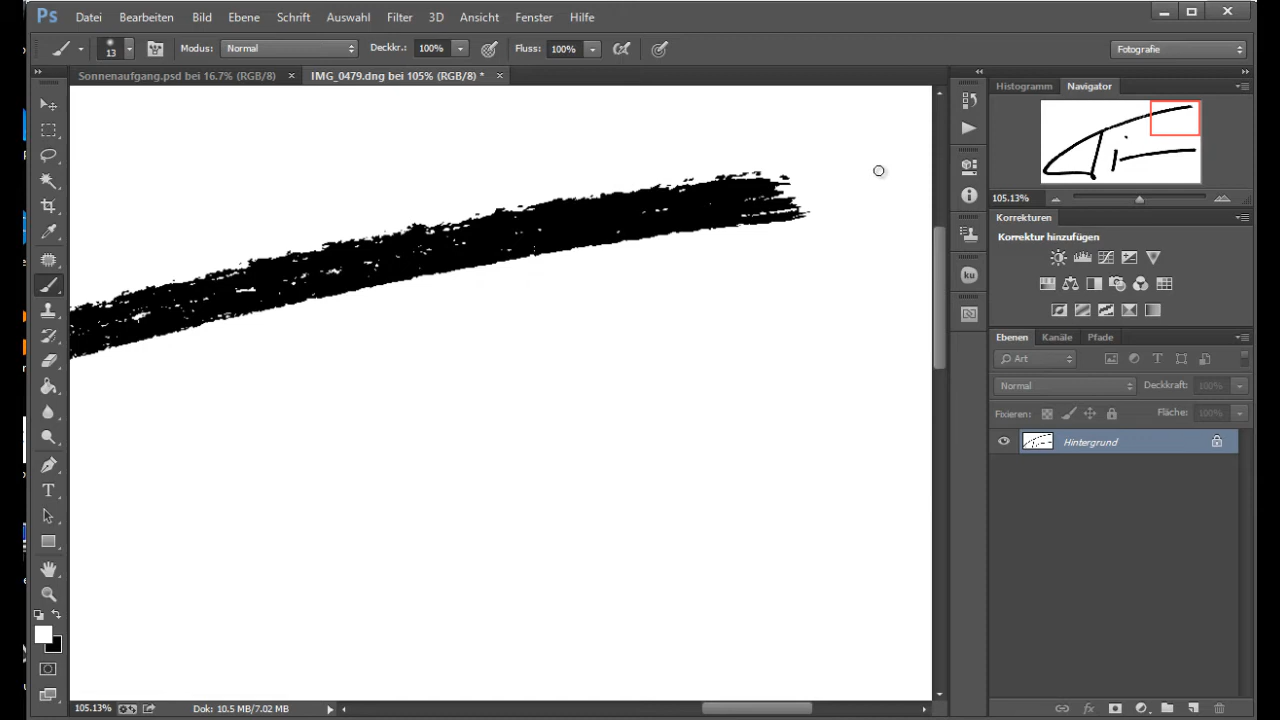 Ps Datei Bearbeiten Bild Ebene Schrift Auswahl Filter 3D Ansicht Fenster Hilfe
13 Modus: Normal Deckkr.: 100% Fluss: 100% Fotografie
Sonnenaufgang.psd bei 16.7% (RGB/8) IMG_0479.dng bei 105% (RGB/8) *
Histogramm Navigator
105.13%
Korrekturen
Korrektur hinzufügen
ku
Ebenen Kanäle Pfade
Art
Normal Deckkraft: 100%
Fixieren: Fläche: 100%
Hintergrund
T
fx
105.13% Dok: 10.5 MB/7.02 MB